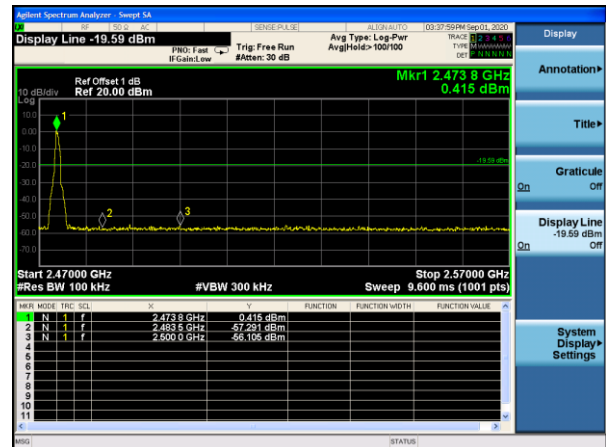 Agilent Spectrum Analyzer - Swept SA
RF 50 Ω AC SENSE:PULSE ALIGN AUTO 03:37:59 PM Sep 01, 2020
Display Line -19.59 dBm
PNO: Fast
IFGain:Low
Trig: Free Run
#Atten: 30 dB
Avg Type: Log-Pwr
Avg|Hold:>100/100
TRACE 1 2 3 4 5 6
TYPE M
DET P N N N N N
Ref Offset 1 dB
10 dB/div Ref 20.00 dBm
Log
Mkr1 2.473 8 GHz
0.415 dBm
10.0
0.00
-10.0
-20.0
-30.0
-40.0
-50.0
-60.0
-70.0
1
2
3
-19.59 dBm
Start 2.47000 GHz Stop 2.57000 GHz
#Res BW 100 kHz #VBW 300 kHz Sweep 9.600 ms (1001 pts)
MKR MODE TRC SCL X Y FUNCTION FUNCTION WIDTH FUNCTION VALUE
1 N 1 f 2.473 8 GHz 0.415 dBm
2 N 1 f 2.483 5 GHz -57.291 dBm
3 N 1 f 2.500 0 GHz -56.105 dBm
4
5
6
7
8
9
10
11
MSG STATUS
Display
Annotation
Title
Graticule
On Off
Display Line
-19.59 dBm
On Off
System
Display
Settings